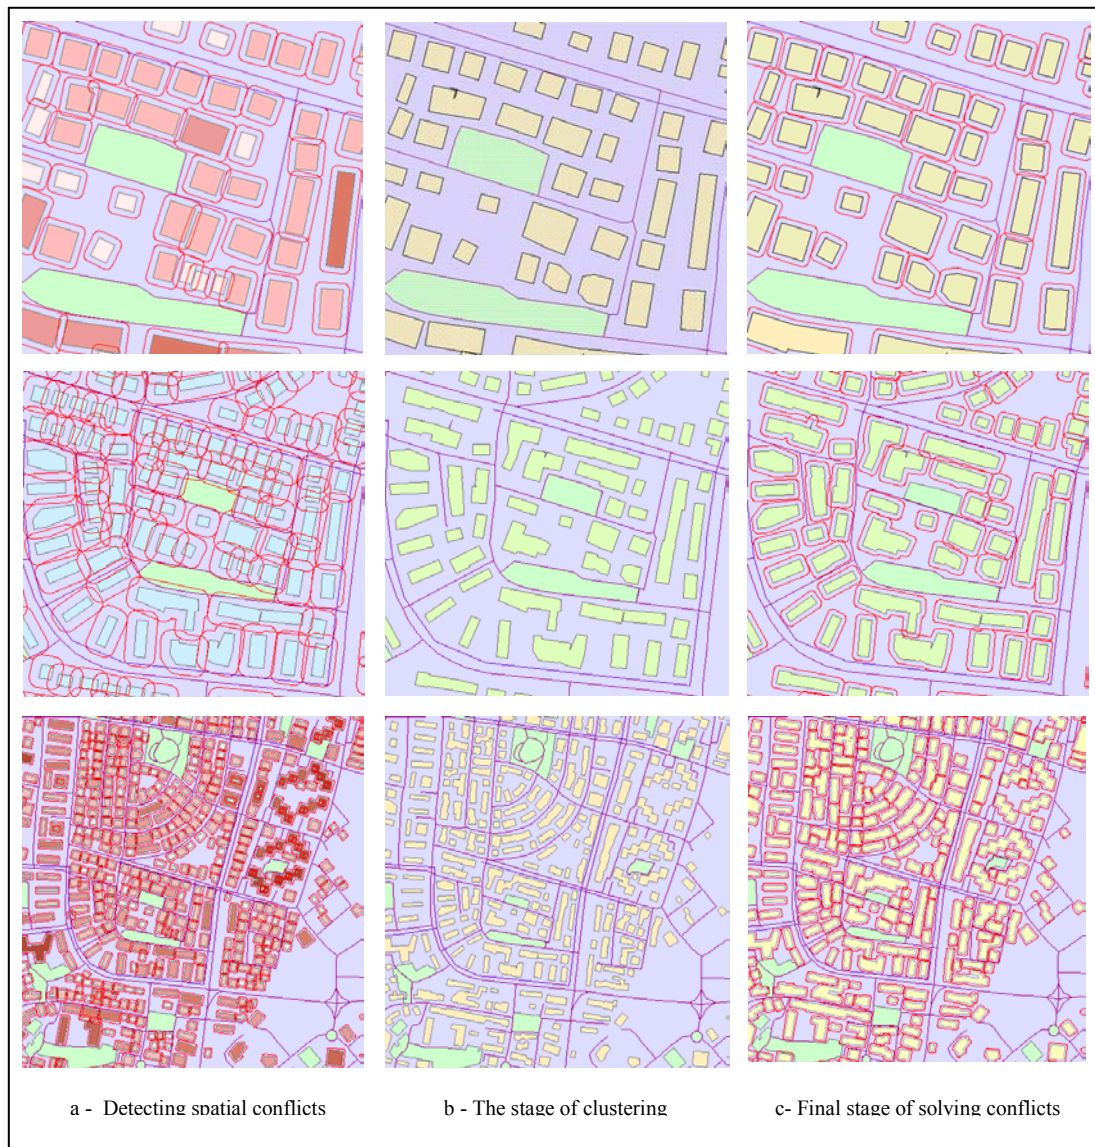 a - Detecting spatial conflicts
b - The stage of clustering
c- Final stage of solving conflicts